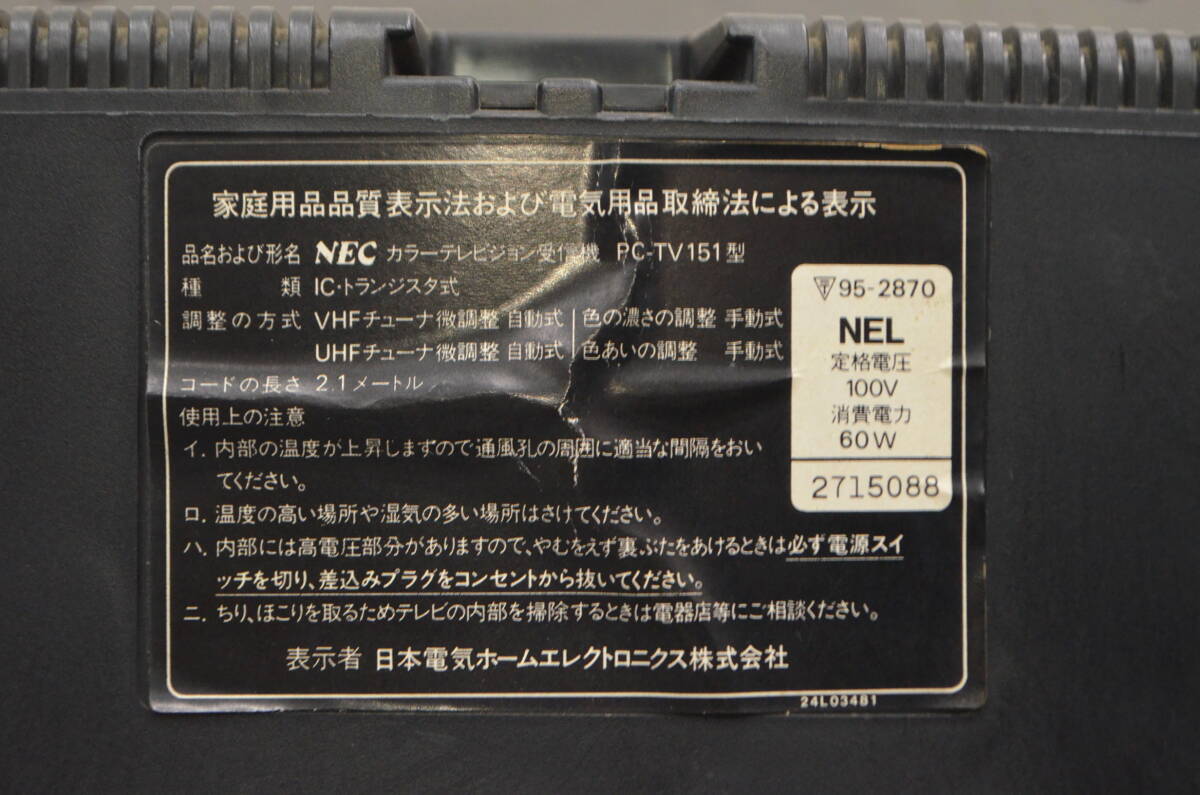 家庭用品品質表示法および電気用品取締法による表示
品名および形名 NEC カラーテレビジョン受信機 PC-TV151型
種類 IC・トランジスタ式
調整の方式 VHFチューナ微調整 自動式 色の濃さの調整 手動式
UHFチューナ微調整 自動式 色あいの調整 手動式
コードの長さ 2.1メートル
使用上の注意
イ. 内部の温度が上昇しますので通風孔の周囲に適当な間隔をおい
てください。
ロ. 温度の高い場所や湿気の多い場所はさけてください。
ハ. 内部には高電圧部分がありますので、やむをえず裏ぶたをあけるときは必ず電源スイ
ッチを切り、差込みプラグをコンセントから抜いてください。
ニ. ちり、ほこりを取るためテレビの内部を掃除するときは電器店等にご相談ください。
表示者 日本電気ホームエレクトロニクス株式会社
95-2870
NEL
定格電圧
100V
消費電力
60W
2715088
24L03481